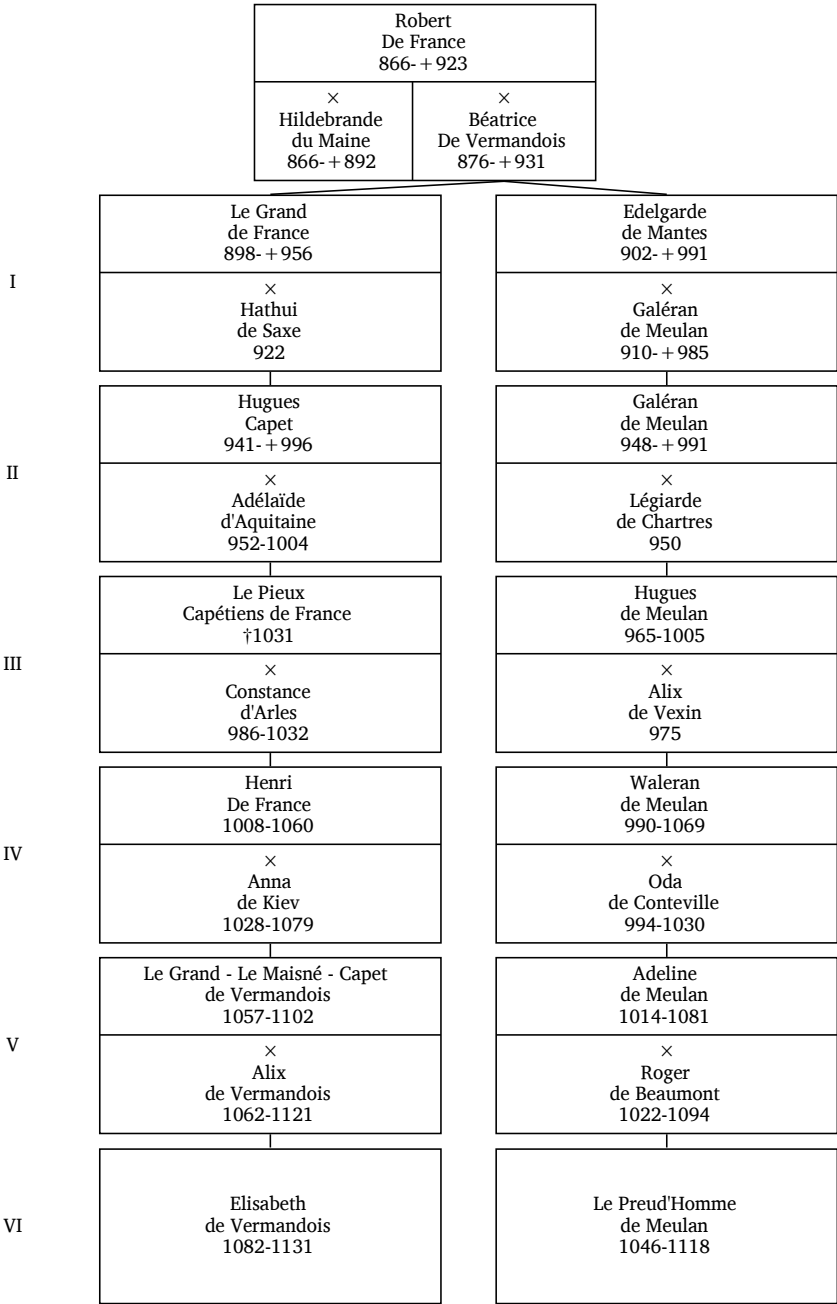 Robert
De France
866-+923
×
Hildebrande
du Maine
866-+892
×
Béatrice
De Vermandois
876-+931
I
Le Grand
de France
898-+956
×
Hathui
de Saxe
922
Edelgarde
de Mantes
902-+991
×
Galéran
de Meulan
910-+985
II
Hugues
Capet
941-+996
×
Adélaïde
d'Aquitaine
952-1004
Galéran
de Meulan
948-+991
×
Légiarde
de Chartres
950
III
Le Pieux
Capétiens de France
†1031
×
Constance
d'Arles
986-1032
Hugues
de Meulan
965-1005
×
Alix
de Vexin
975
IV
Henri
De France
1008-1060
×
Anna
de Kiev
1028-1079
Waleran
de Meulan
990-1069
×
Oda
de Conteville
994-1030
V
Le Grand - Le Maisné - Capet
de Vermandois
1057-1102
×
Alix
de Vermandois
1062-1121
Adeline
de Meulan
1014-1081
×
Roger
de Beaumont
1022-1094
VI
Elisabeth
de Vermandois
1082-1131
Le Preud'Homme
de Meulan
1046-1118